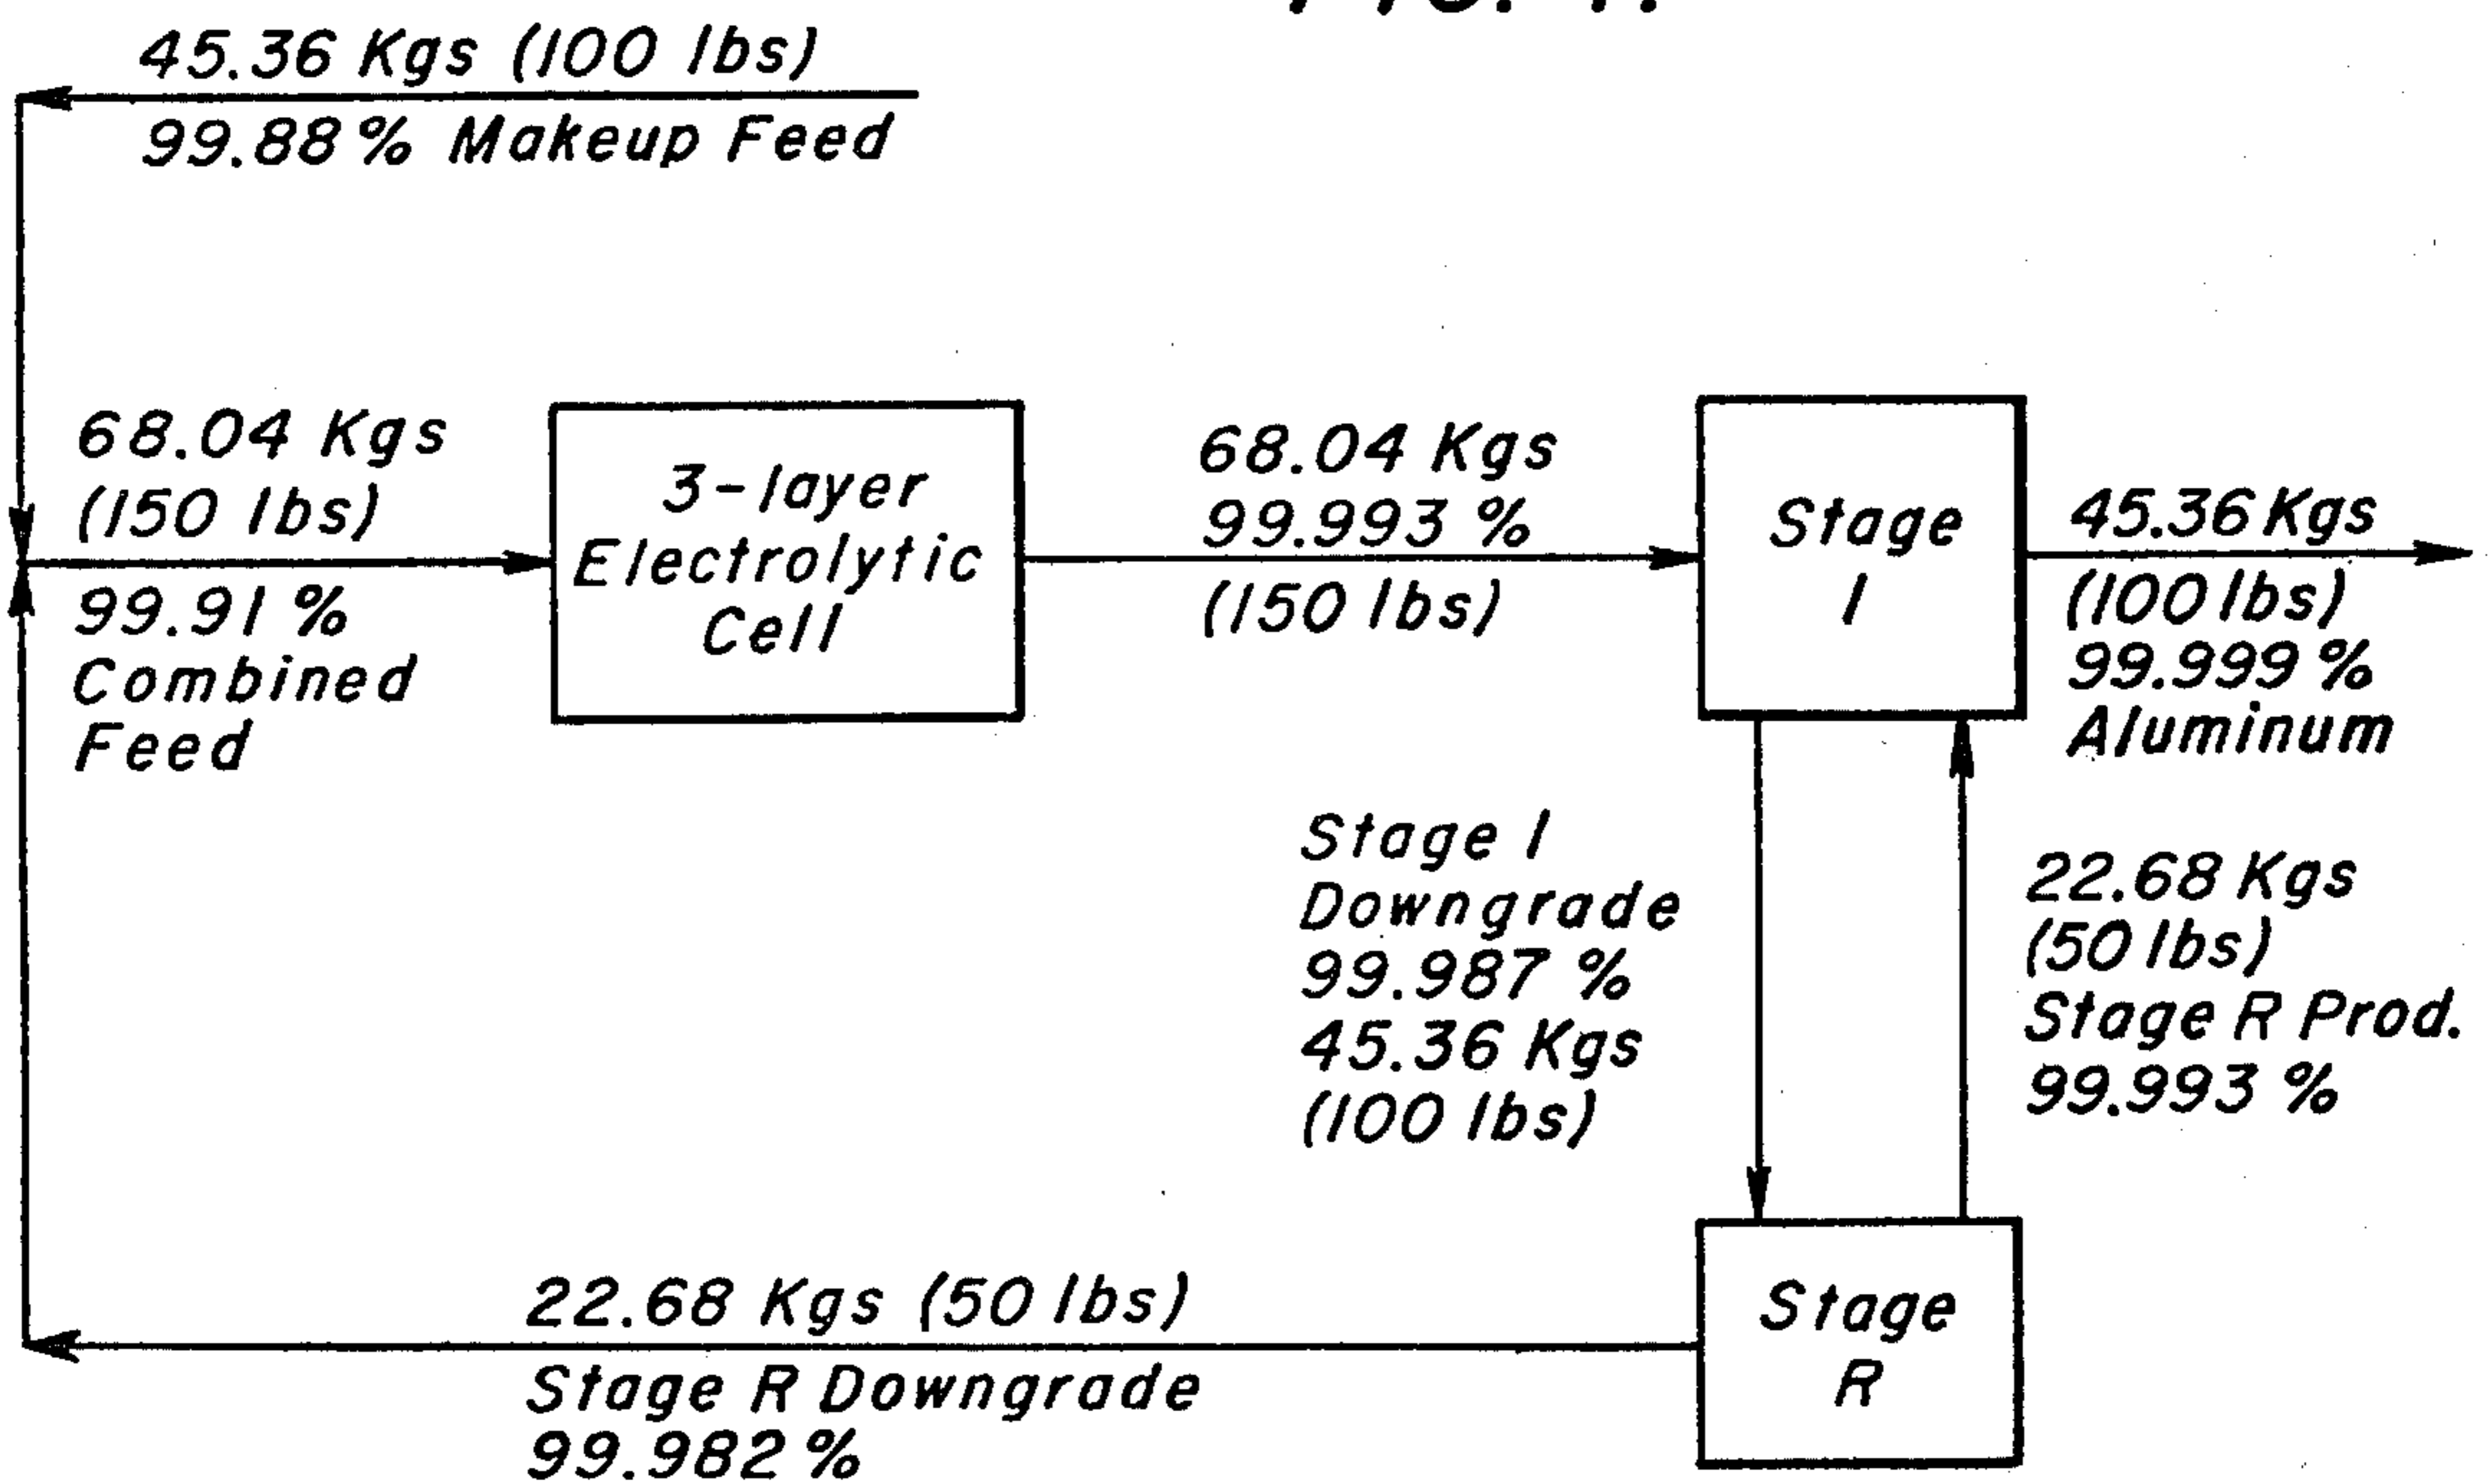 45.36 Kgs (100 lbs)
99.88% Makeup Feed
68.04 Kgs
(150 lbs)
99.91%
Combined
Feed
3-layer
Electrolytic
Cell
68.04 Kgs
99.993%
(150 lbs)
Stage
I
45.36 Kgs
(100 lbs)
99.999%
Aluminum
Stage I
Downgrade
99.987%
45.36 Kgs
(100 lbs)
22.68 Kgs
(50 lbs)
Stage R Prod.
99.993%
22.68 Kgs (50 lbs)
Stage R Downgrade
99.982%
Stage
R